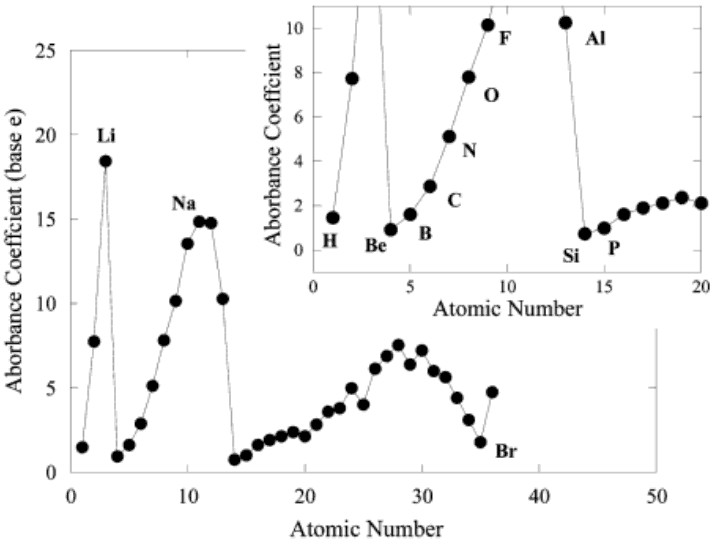 10
8
6
4
2
0
Aborbance Coeffcient
F
Al
O
N
C
H
Be
B
Si
P
0
5
10
15
20
Atomic Number
25
20
15
10
5
0
Aborbance Coeffcient (base e)
Li
Na
Br
0
10
20
30
40
50
Atomic Number